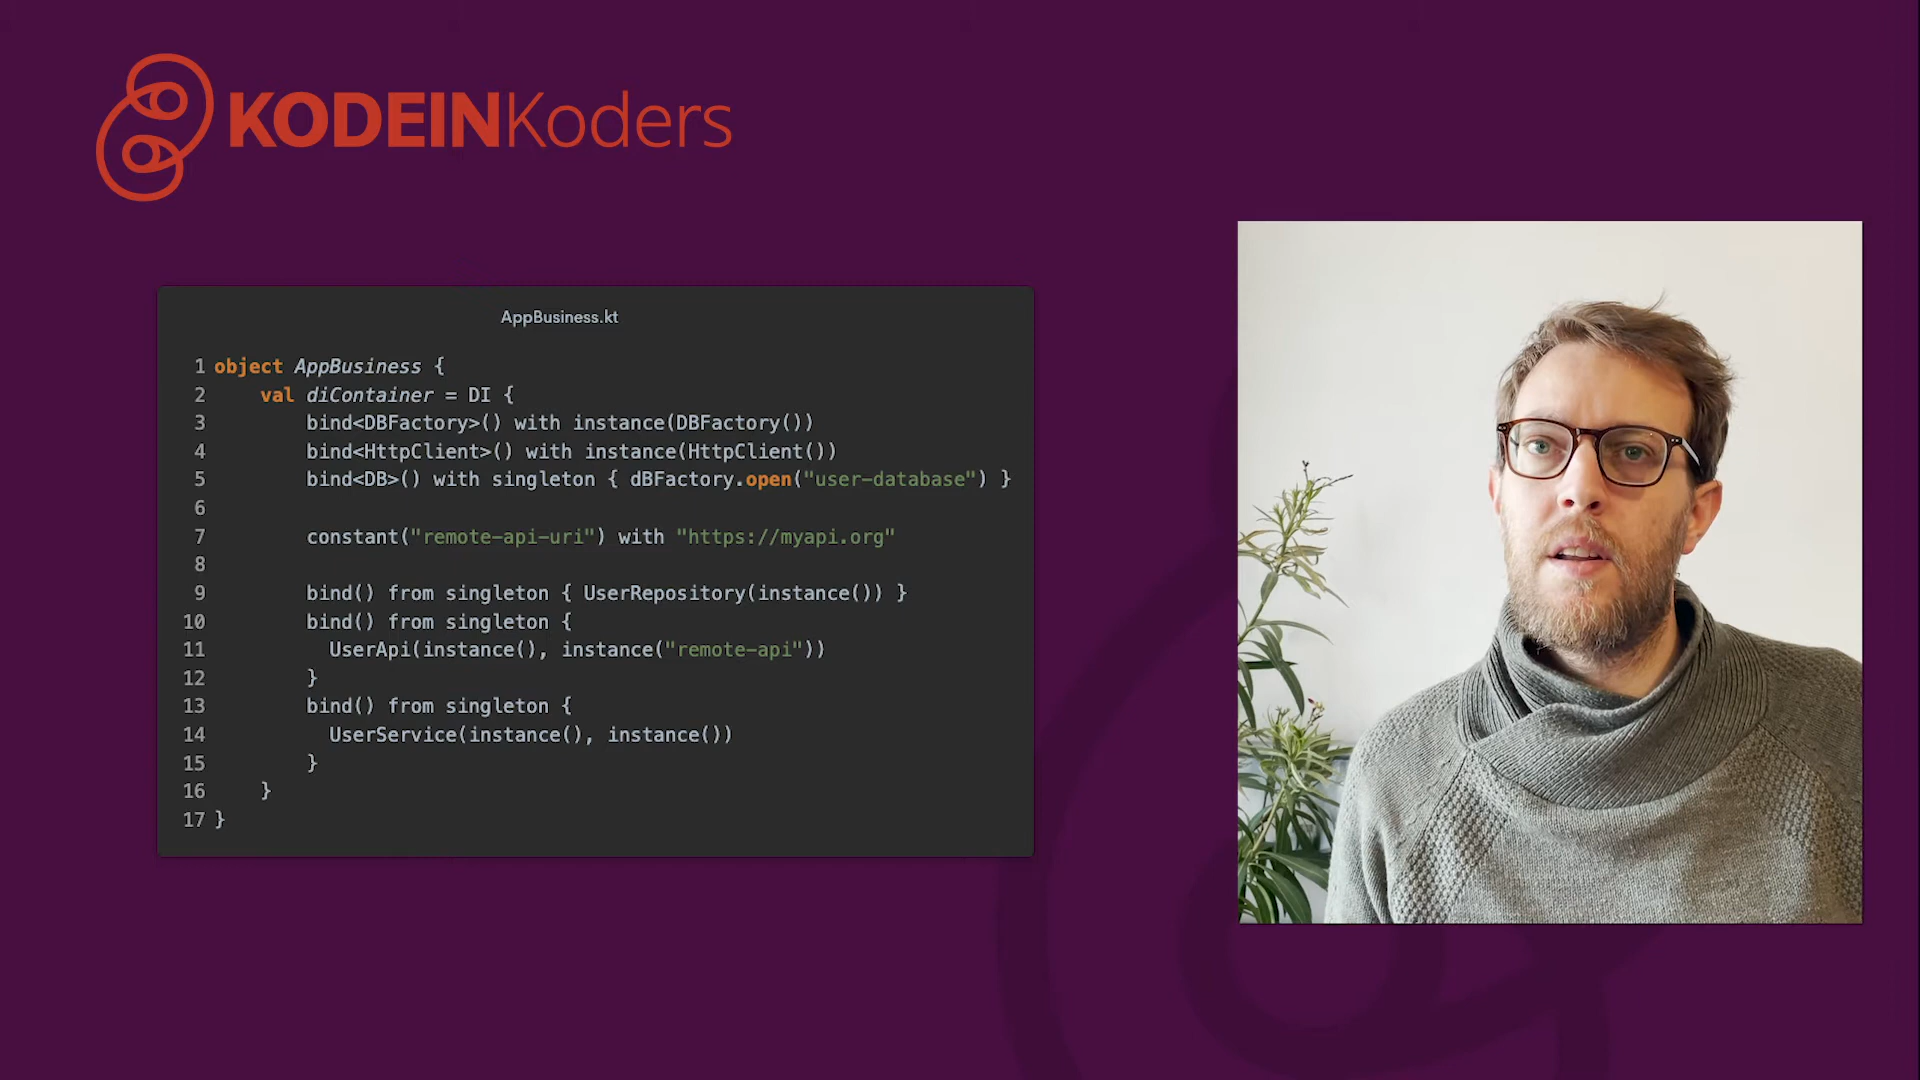 KODEINKoders
AppBusiness.kt
1 object AppBusiness {
2 val diContainer = DI {
3 bind<DBFactory>() with instance(DBFactory())
4 bind<HttpClient>() with instance(HttpClient())
5 bind<DB>() with singleton { dBFactory.open("user-database") }
6
7 constant("remote-api-uri") with "https://myapi.org"
8
9 bind() from singleton { UserRepository(instance()) }
10 bind() from singleton {
11 UserApi(instance(), instance("remote-api"))
12 }
13 bind() from singleton {
14 UserService(instance(), instance())
15 }
16 }
17 }